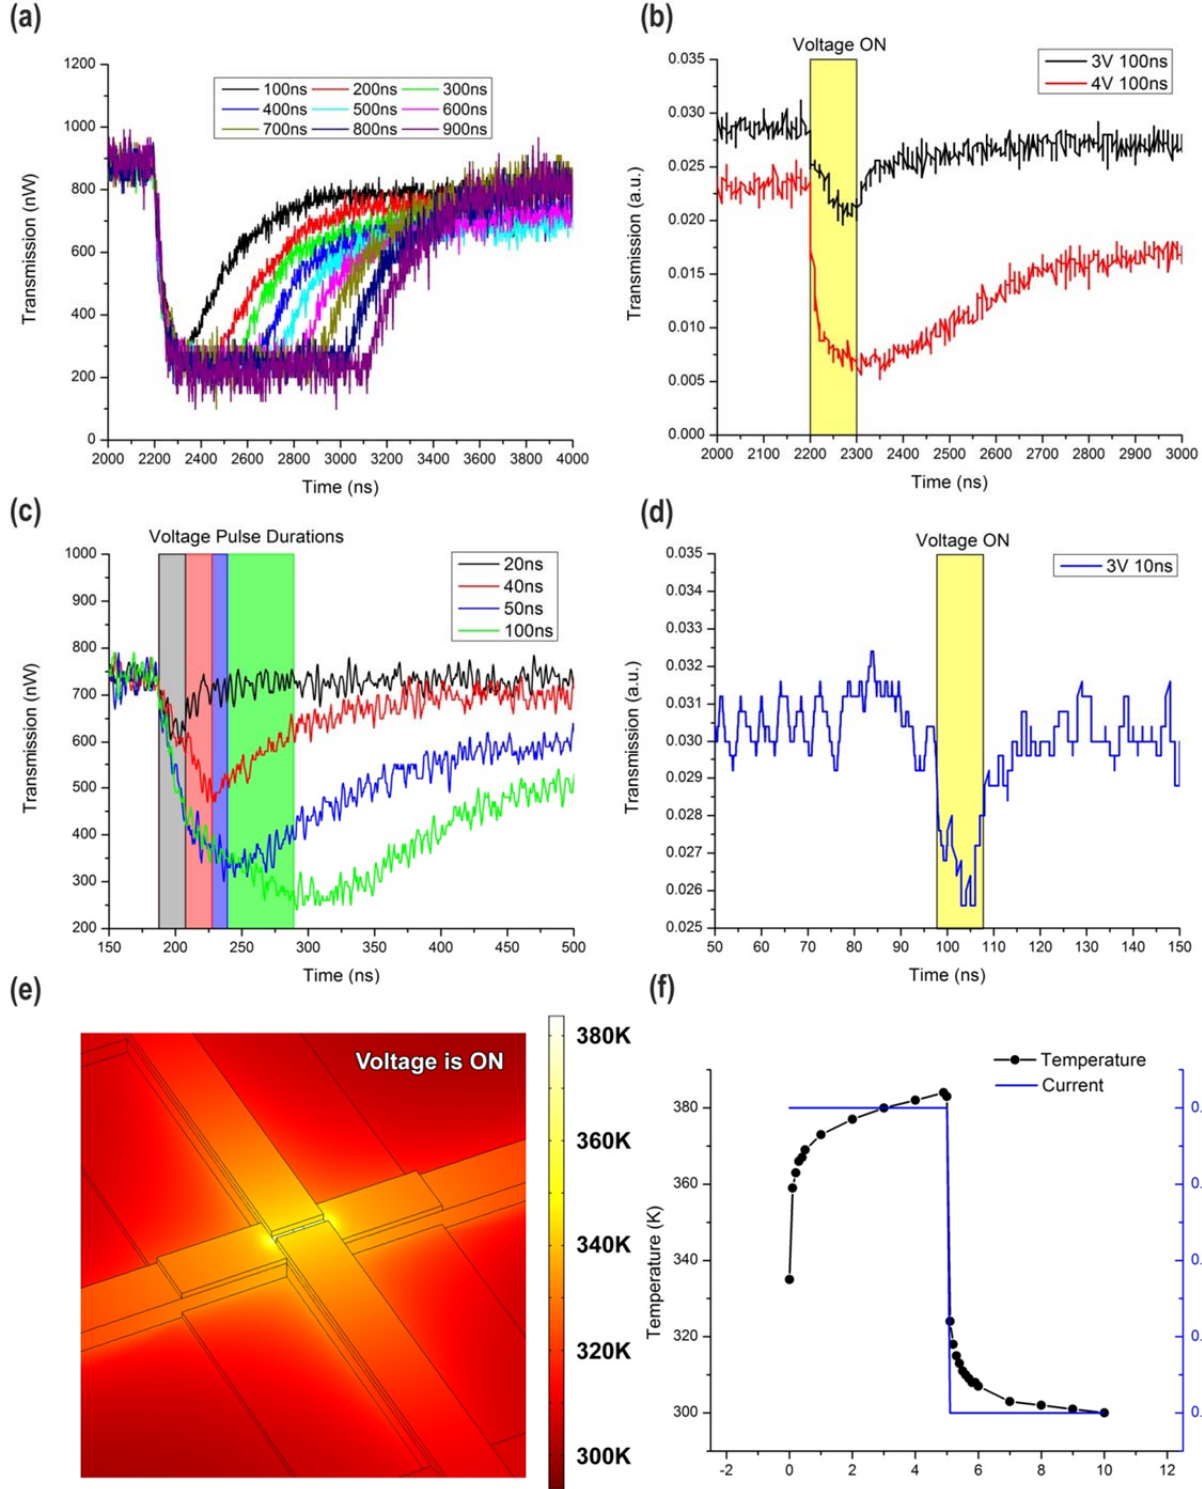 (a)
1200
1000
800
600
400
200
0
Transmission (nW)
100ns 200ns 300ns
400ns 500ns 600ns
700ns 800ns 900ns
2000 2200 2400 2600 2800 3000 3200 3400 3600 3800 4000
Time (ns)
(b)
Voltage ON
3V 100ns
4V 100ns
0.035
0.030
0.025
0.020
0.015
0.010
0.005
0.000
Transmission (a.u.)
2000 2100 2200 2300 2400 2500 2600 2700 2800 2900 3000
Time (ns)
(c)
Voltage Pulse Durations
20ns
40ns
50ns
100ns
1000
900
800
700
600
500
400
300
200
Transmission (nW)
150 200 250 300 350 400 450 500
Time (ns)
(d)
Voltage ON
3V 10ns
0.035
0.034
0.033
0.032
0.031
0.030
0.029
0.028
0.027
0.026
0.025
Transmission (a.u.)
50 60 70 80 90 100 110 120 130 140 150
Time (ns)
(e)
Voltage is ON
380K
360K
340K
320K
300K
(f)
Temperature
Current
380
360
340
320
300
Temperature (K)
-2 0 2 4 6 8 10 12